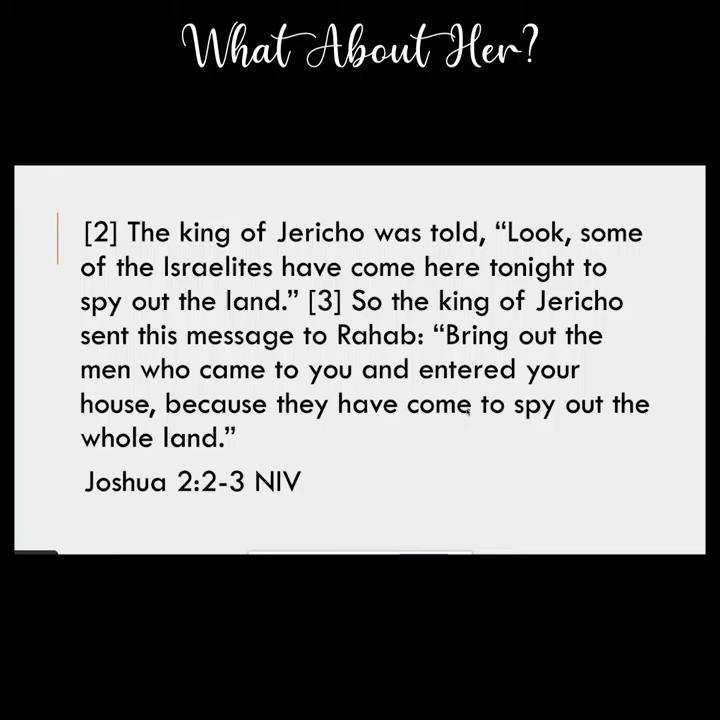 What About Her?
[2] The king of Jericho was told, “Look, some
of the Israelites have come here tonight to
spy out the land.” [3] So the king of Jericho
sent this message to Rahab: “Bring out the
men who came to you and entered your
house, because they have come to spy out the
whole land.”
Joshua 2:2-3 NIV